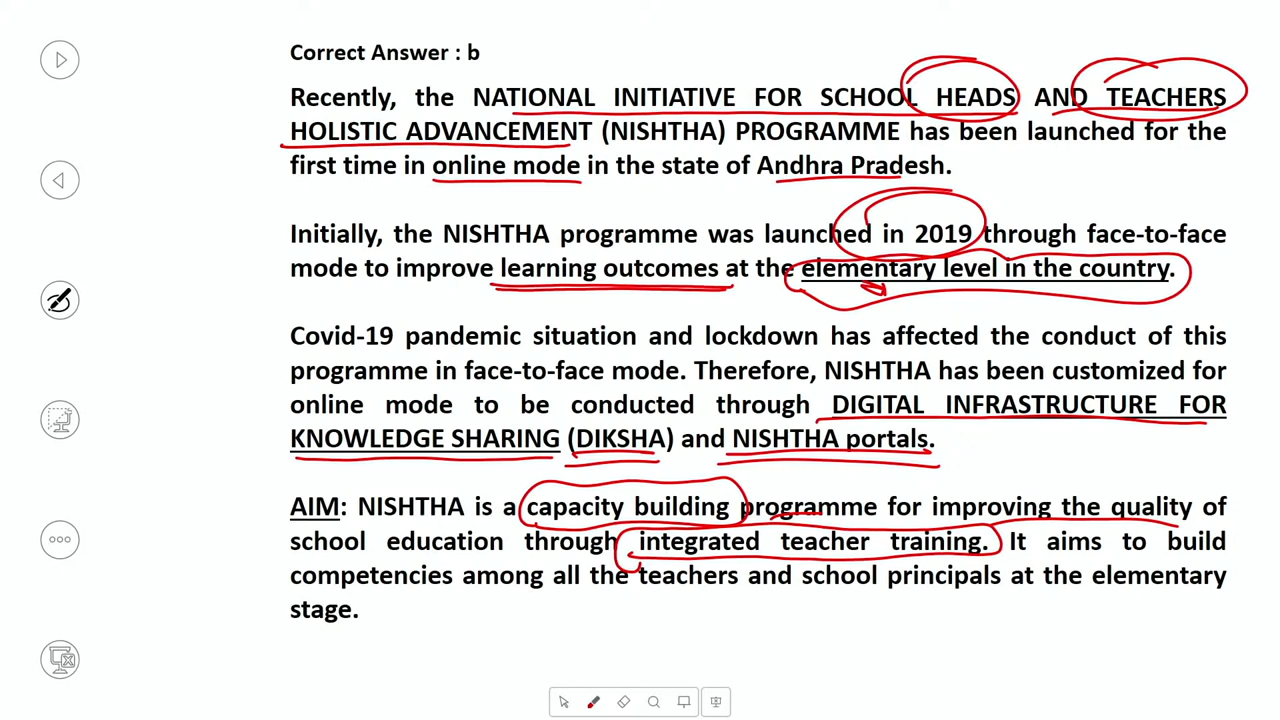 Correct Answer : b
Recently, the NATIONAL INITIATIVE FOR SCHOOL HEADS AND TEACHERS
HOLISTIC ADVANCEMENT (NISHTHA) PROGRAMME has been launched for the
first time in online mode in the state of Andhra Pradesh.
Initially, the NISHTHA programme was launched in 2019 through face-to-face
mode to improve learning outcomes at the elementary level in the country.
Covid-19 pandemic situation and lockdown has affected the conduct of this
programme in face-to-face mode. Therefore, NISHTHA has been customized for
online mode to be conducted through DIGITAL INFRASTRUCTURE FOR
KNOWLEDGE SHARING (DIKSHA) and NISHTHA portals.
AIM: NISHTHA is a capacity building programme for improving the quality of
school education through integrated teacher training. It aims to build
competencies among all the teachers and school principals at the elementary
stage.